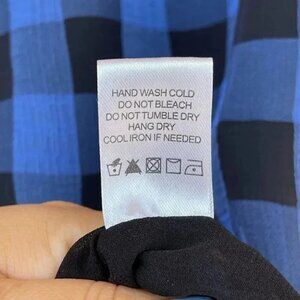 HAND WASH COLD
DO NOT BLEACH
DO NOT TUMBLE DRY
HANG DRY
COOL IRON IF NEEDED